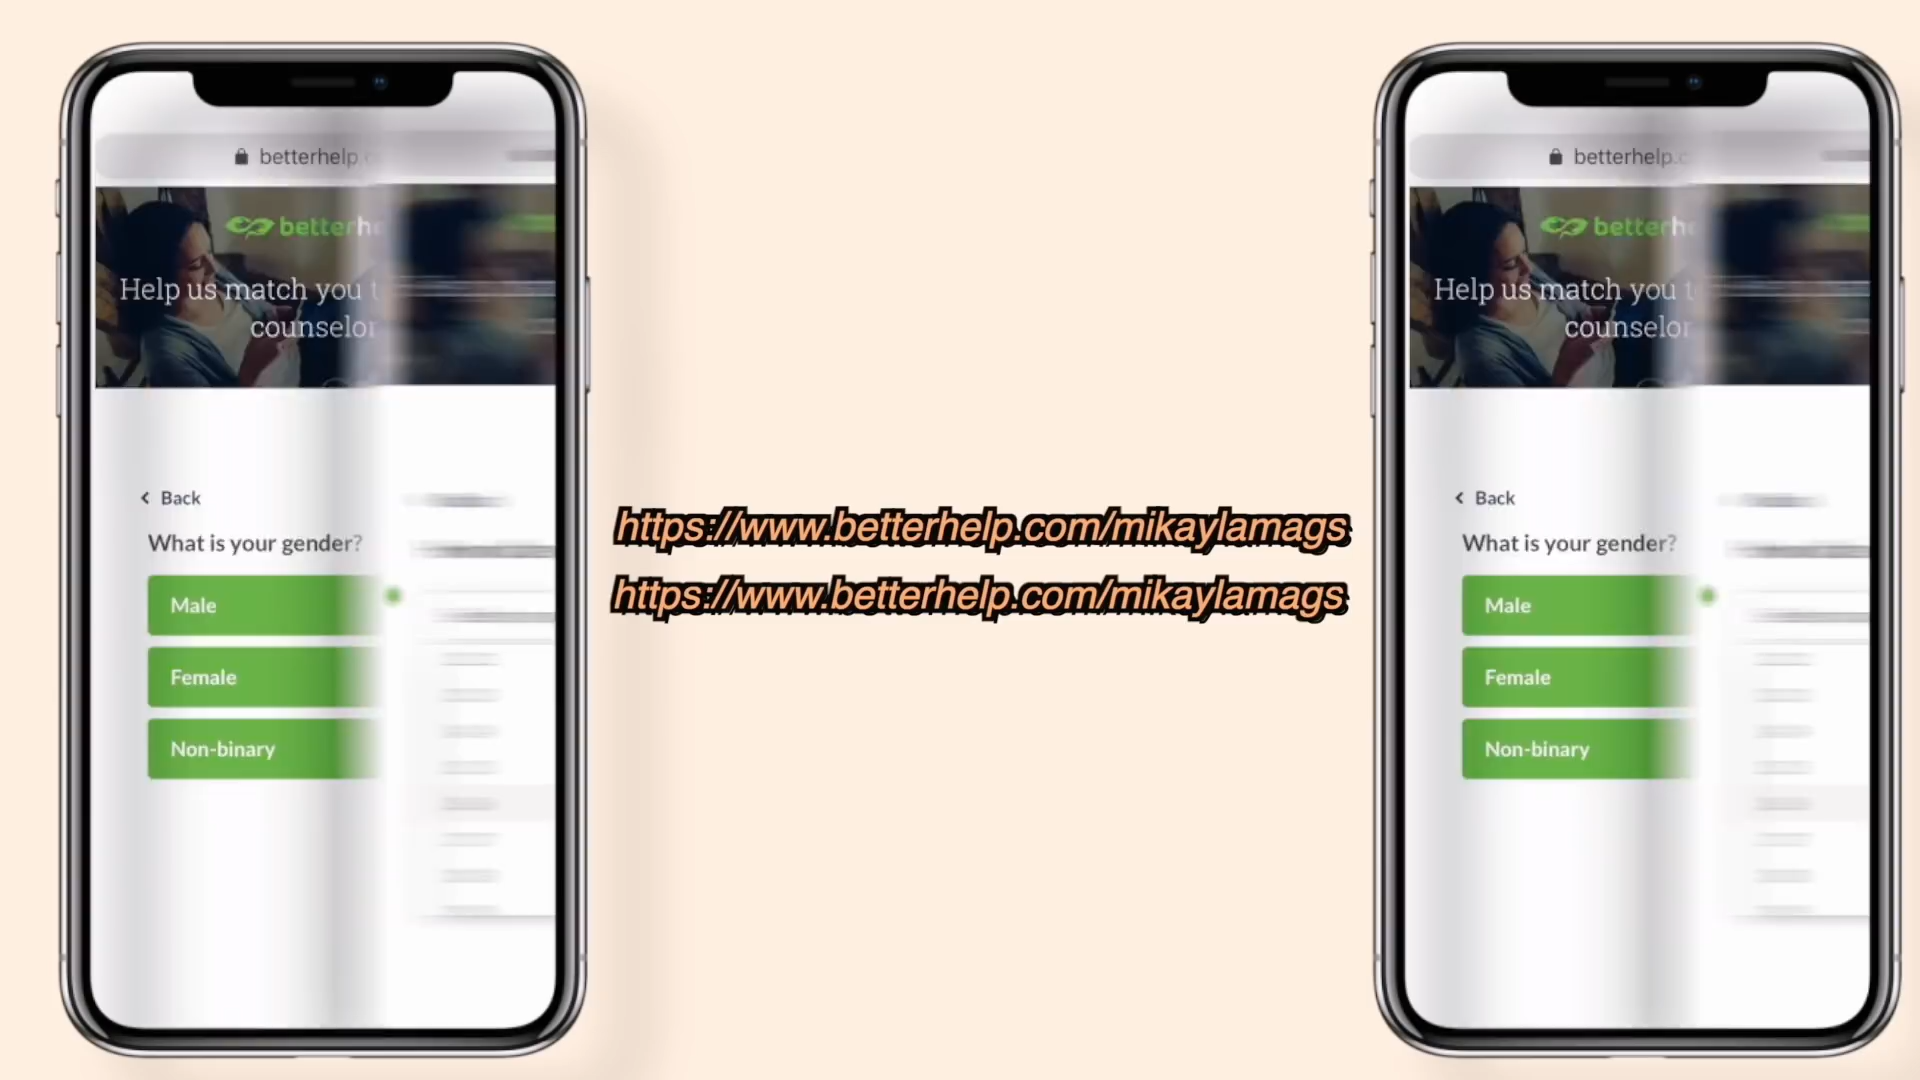 betterhelp.
betterh
Help us match you t
counselor
Back
What is your gender?
Male
Female
Non-binary
https://www.betterhelp.com/mikaylamags
https://www.betterhelp.com/mikaylamags
betterhelp.c
betterhe
Help us match you t
counselor
Back
What is your gender?
Male
Female
Non-binary